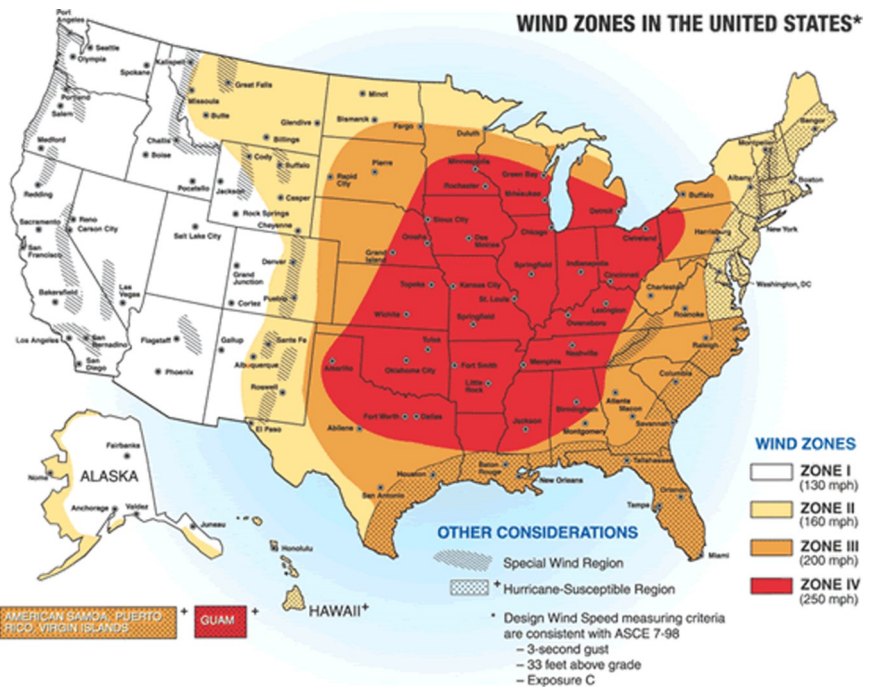 WIND ZONES IN THE UNITED STATES*
Port
Angeles
Seattle
Olympia
Spokane
Kalispell
Great Falls
Missoula
Portland
Salem
Butte
Glendive
Billings
Minot
Bismarck
Fargo
Duluth
Medford
Challis
Boise
Cody
Buffalo
Pocatello
Jackson
Casper
Rapid
City
Pierre
Minneapolis
Rochester
Green Bay
Milwaukee
Bangor
Montpelier
Albany
Boston
Buffalo
Redding
Rock Springs
Cheyenne
Sioux City
Des
Moines
Chicago
Detroit
Cleveland
Harrisburg
New York
Sacramento
Reno
Carson City
San
Francisco
Salt Lake City
Denver
Grand
Island
Omaha
Grand
Junction
Springfield
Indianapolis
Cincinnati
Charleston
Washington, DC
Bakersfield
Las
Vegas
Cortez
Pueblo
Topeka
Kansas City
St. Louis
Lexington
Roanoke
Wichita
Springfield
Owensboro
Raleigh
Los Angeles
San
Bernadino
San
Diego
Flagstaff
Gallup
Santa Fe
Albuquerque
Tulsa
Nashville
Phoenix
Roswell
Amarillo
Oklahoma City
Fort Smith
Little
Rock
Memphis
Columbia
El Paso
Abilene
Fort Worth
Dallas
Jackson
Birmingham
Montgomery
Atlanta
Macon
Savannah
Houston
San Antonio
Baton
Rouge
New Orleans
Tallahassee
Orlando
Tampa
Miami
Fairbanks
Nome
ALASKA
Anchorage
Valdez
Juneau
Honolulu
HAWAII+
AMERICAN SAMOA, PUERTO
RICO, VIRGIN ISLANDS
+
GUAM
+
OTHER CONSIDERATIONS
Special Wind Region
+ Hurricane-Susceptible Region
* Design Wind Speed measuring criteria
are consistent with ASCE 7-98
– 3-second gust
– 33 feet above grade
– Exposure C
WIND ZONES
ZONE I
(130 mph)
ZONE II
(160 mph)
ZONE III
(200 mph)
ZONE IV
(250 mph)